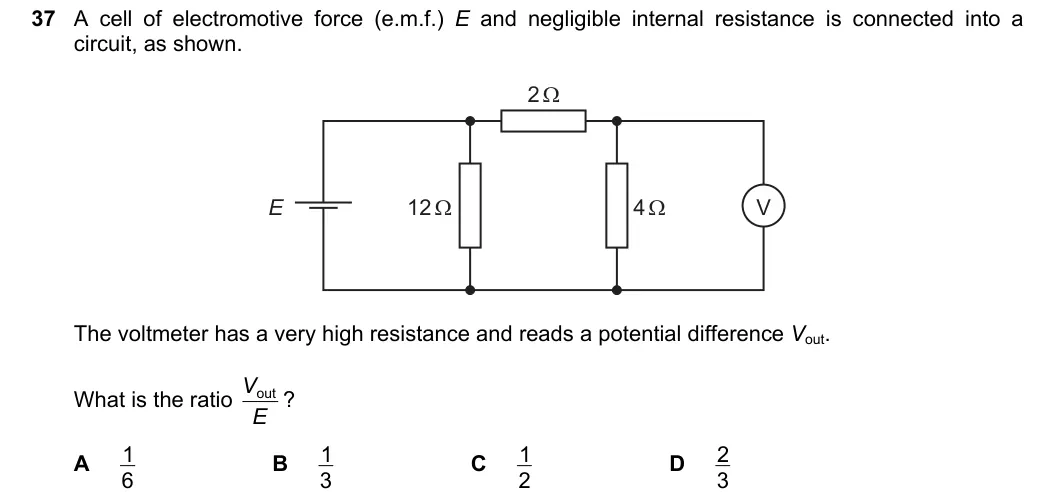 37 A cell of electromotive force (e.m.f.) E and negligible internal resistance is connected into a
circuit, as shown.
2Ω
E
12Ω
4Ω
V
The voltmeter has a very high resistance and reads a potential difference Vout.
What is the ratio Vout/E ?
A 1/6 B 1/3 C 1/2 D 2/3